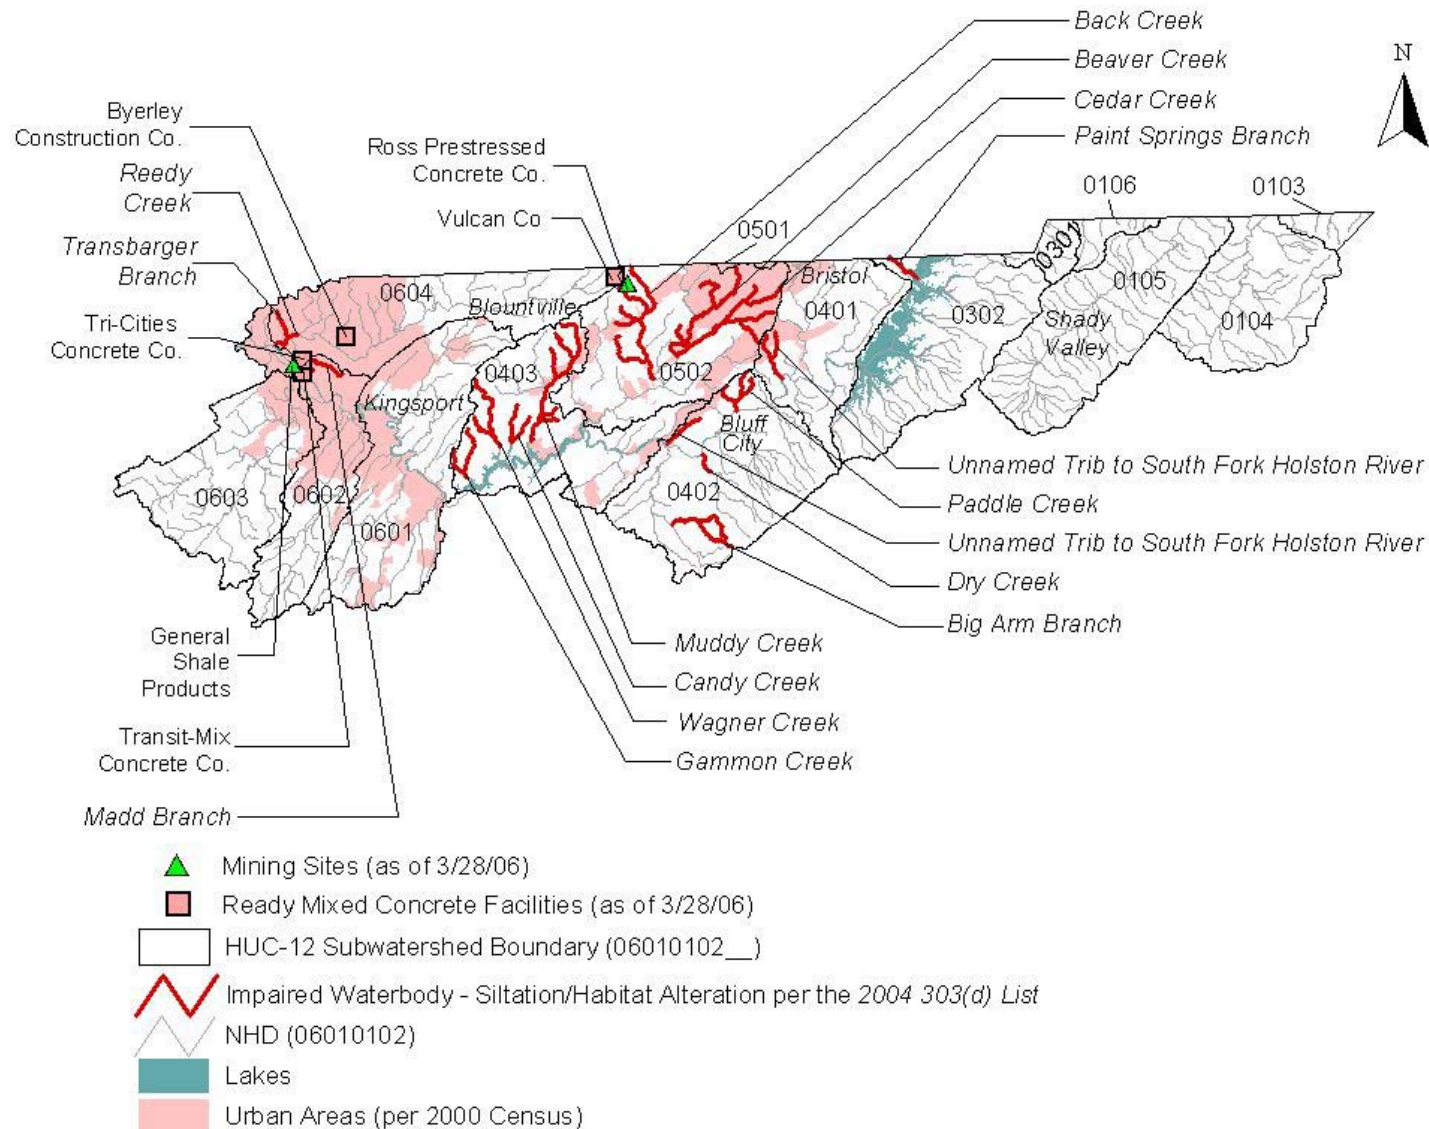 Back Creek
Beaver Creek
Cedar Creek
Paint Springs Branch
N
Byerley
Construction Co.
Reedy
Creek
Transbarger
Branch
Tri-Cities
Concrete Co.
Ross Prestressed
Concrete Co.
Vulcan Co
0106
0103
0501
0301
Bristol
0604
Blountville
0401
0302
0105
Shady
Valley
0104
0403
0502
Kingsport
Bluff
City
0603
0602
0601
0402
Unnamed Trib to South Fork Holston River
Paddle Creek
Unnamed Trib to South Fork Holston River
Dry Creek
Big Arm Branch
General
Shale
Products
Transit-Mix
Concrete Co.
Madd Branch
Muddy Creek
Candy Creek
Wagner Creek
Gammon Creek
Mining Sites (as of 3/28/06)
Ready Mixed Concrete Facilities (as of 3/28/06)
HUC-12 Subwatershed Boundary (06010102__)
Impaired Waterbody - Siltation/Habitat Alteration per the 2004 303(d) List
NHD (06010102)
Lakes
Urban Areas (per 2000 Census)